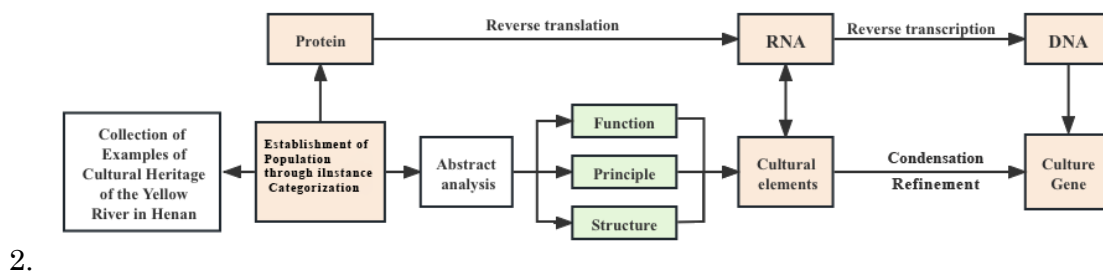 Protein
Reverse translation
RNA
Reverse transcription
DNA
Collection of
Examples of
Cultural Heritage
of the Yellow
River in Henan
Establishment of
Population
through iInstance
Categorization
Abstract
analysis
Function
Principle
Structure
Cultural
elements
Condensation
Refinement
Culture
Gene
2.